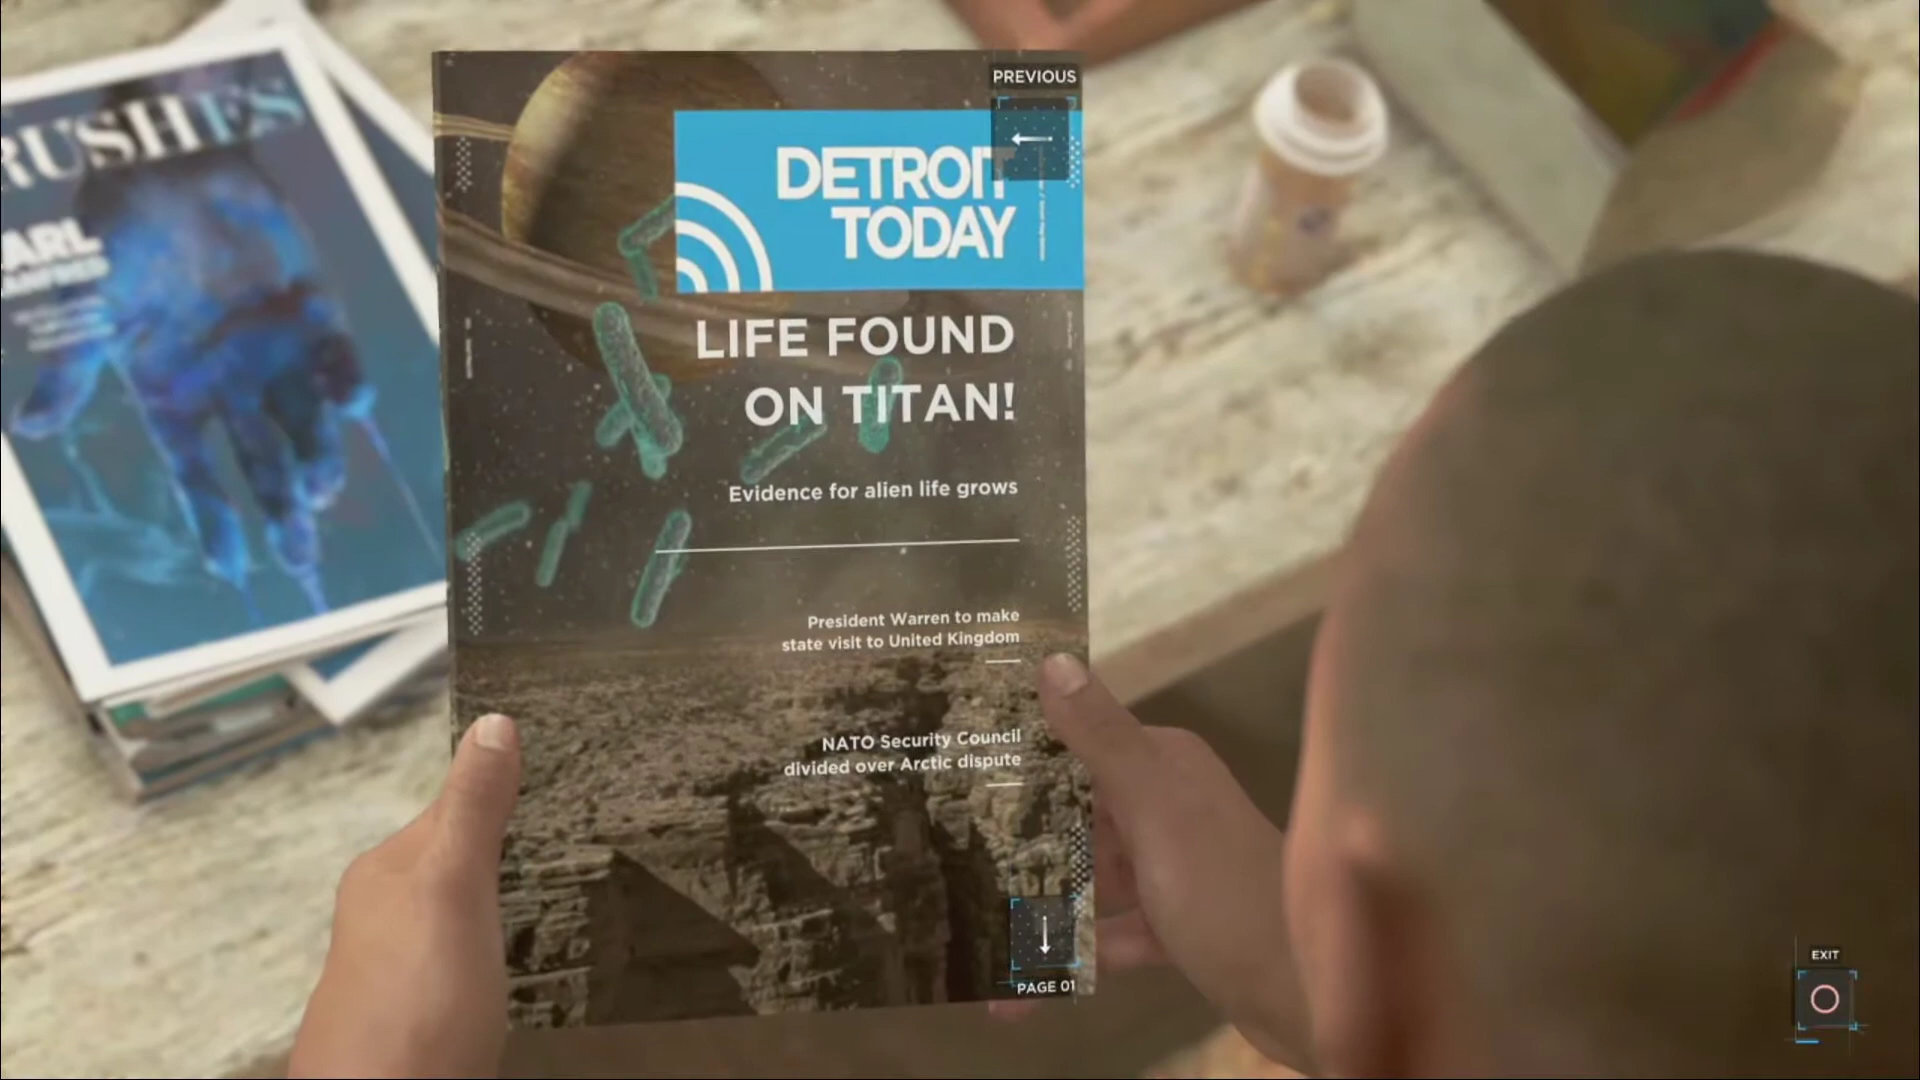 RUSHES
ARL
PREVIOUS
DETROIT
TODAY
LIFE FOUND
ON TITAN!
Evidence for alien life grows
President Warren to make
state visit to United Kingdom
NATO Security Council
divided over Arctic dispute
PAGE 01
EXIT